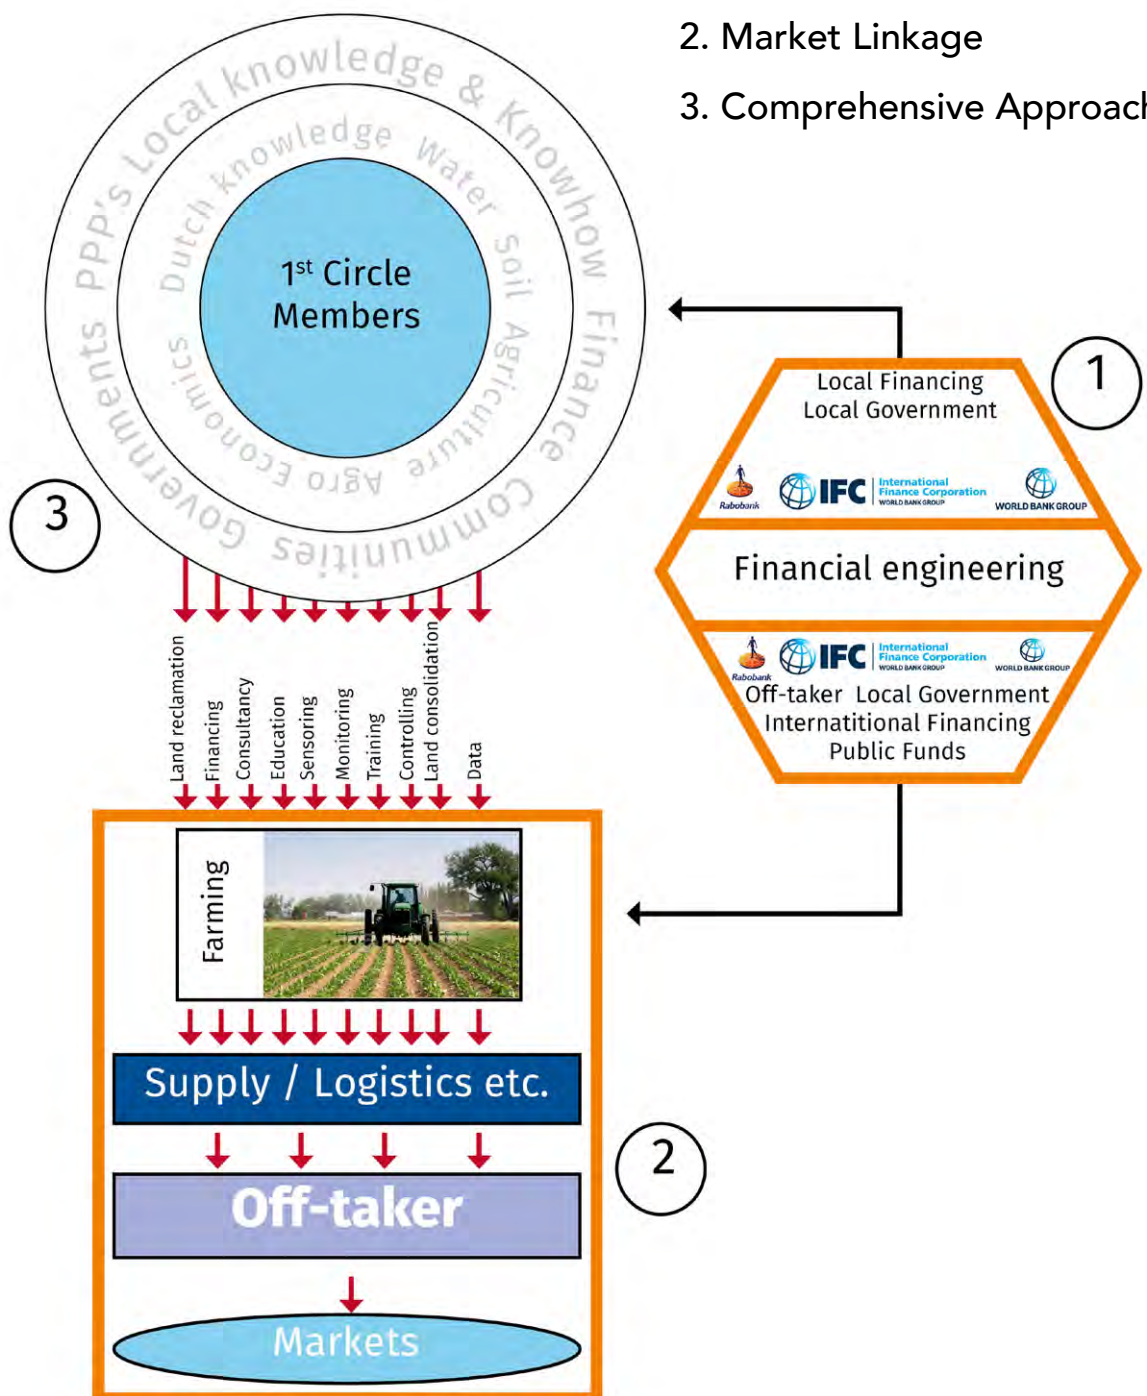 2. Market Linkage
3. Comprehensive Approach
Governments PPP's Local knowledge & Knowhow Finance Communities
Dutch knowledge Water Soil Agriculture Agro Economics
1st Circle
Members
3
1
Local Financing
Local Government
Rabobank
IFC International
Finance Corporation
WORLD BANK GROUP
WORLD BANK GROUP
Financial engineering
Rabobank
IFC International
Finance Corporation
WORLD BANK GROUP
WORLD BANK GROUP
Off-taker Local Government
Internatitional Financing
Public Funds
Land reclamation
Financing
Consultancy
Education
Sensoring
Monitoring
Training
Controlling
Land consolidation
Data
Farming
Supply / Logistics etc.
2
Off-taker
Markets